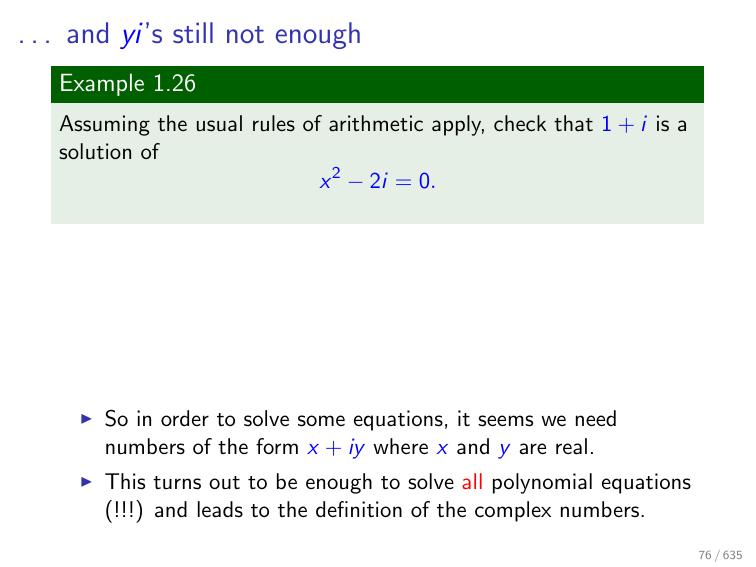 . . . and yi's still not enough
Example 1.26
Assuming the usual rules of arithmetic apply, check that 1 + i is a
solution of
x² − 2i = 0.
▶ So in order to solve some equations, it seems we need
numbers of the form x + iy where x and y are real.
▶ This turns out to be enough to solve all polynomial equations
(!!!) and leads to the definition of the complex numbers.
76 / 635